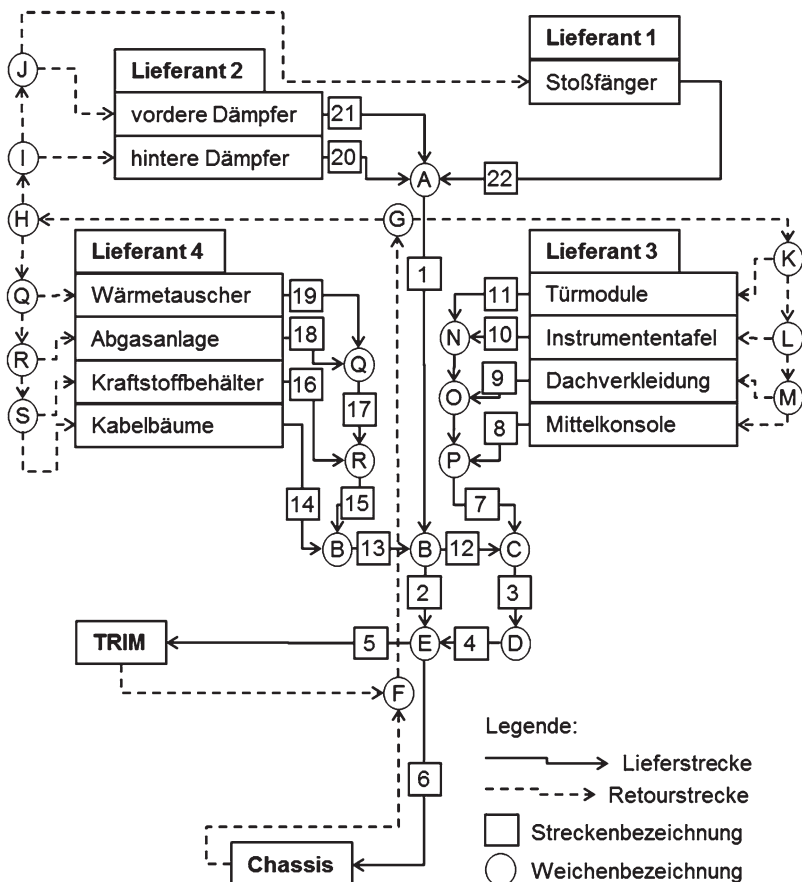 Lieferant 1
J
Lieferant 2
Stoßfänger
vordere Dämpfer
21
I
hintere Dämpfer
20
A
22
H
G
Lieferant 4
Lieferant 3
K
1
Q
Wärmetauscher
19
11
Türmodule
R
Abgasanlage
18
N
10
Instrumententafel
L
Q
Kraftstoffbehälter
16
9
Dachverkleidung
O
M
S
17
Kabelbäume
8
Mittelkonsole
R
P
14
15
7
B
13
B
12
C
2
3
TRIM
5
E
4
D
F
Legende:
Lieferstrecke
6
Retourstrecke
Streckenbezeichnung
Chassis
Weichenbezeichnung